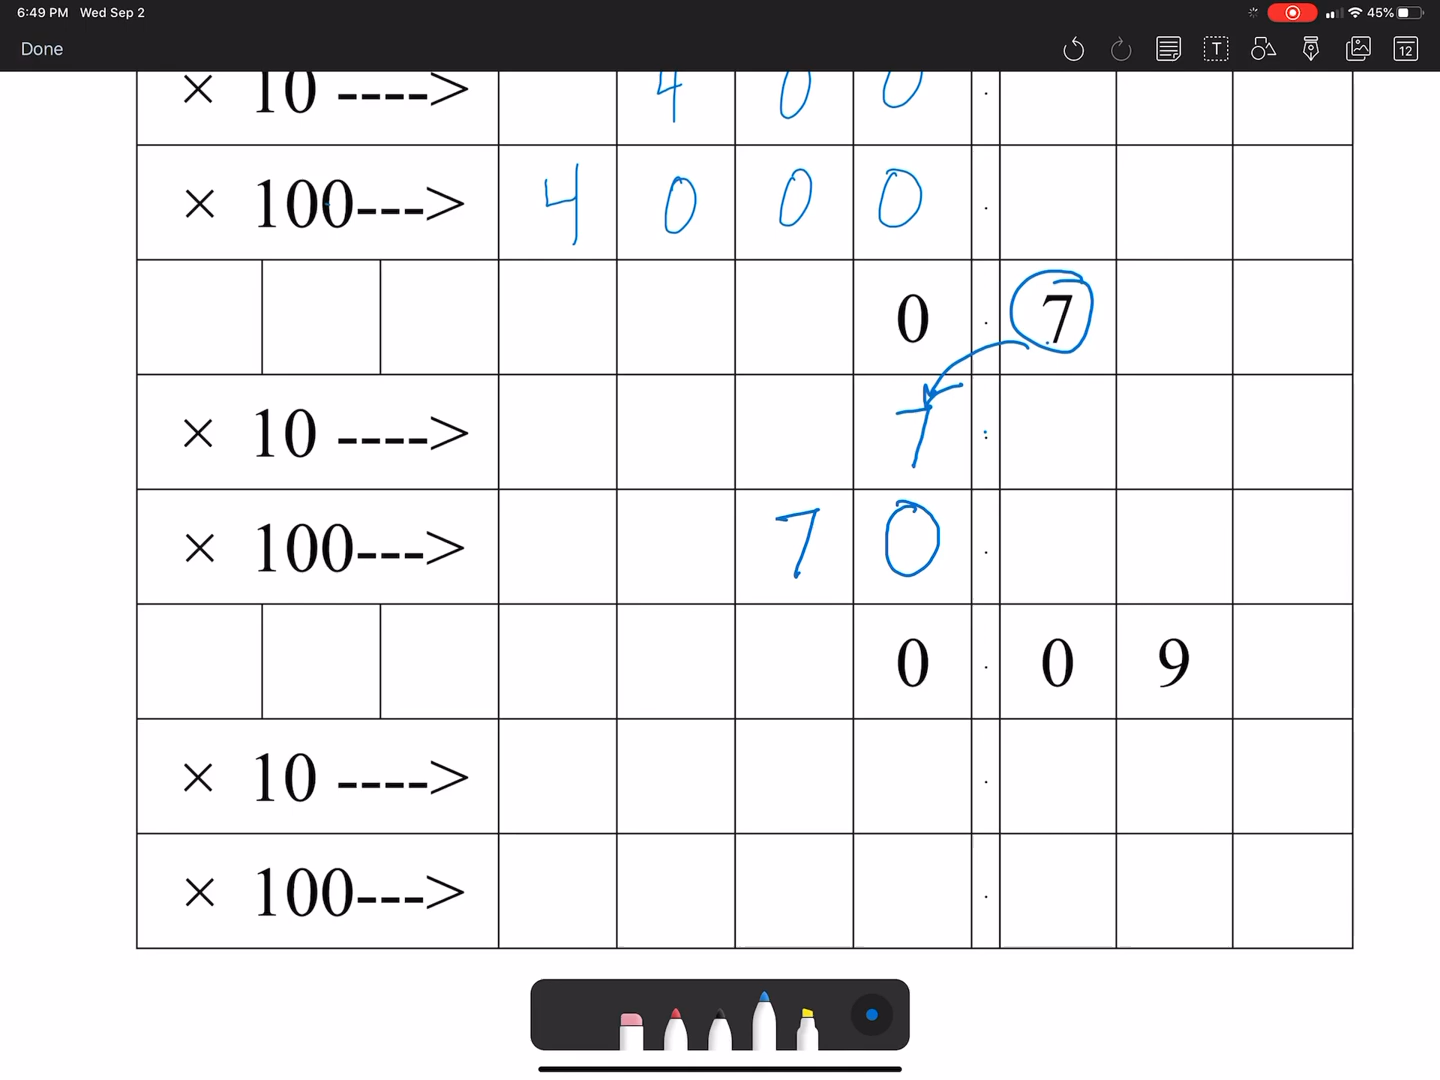 6:49 PM Wed Sep 2 45%
Done T 12
× 10 ----> 4 0 0 .
× 100---> 4 0 0 0 .
0 . 7
× 10 ----> 7 .
× 100---> 7 0 .
0 . 0 9
× 10 ----> .
× 100---> .